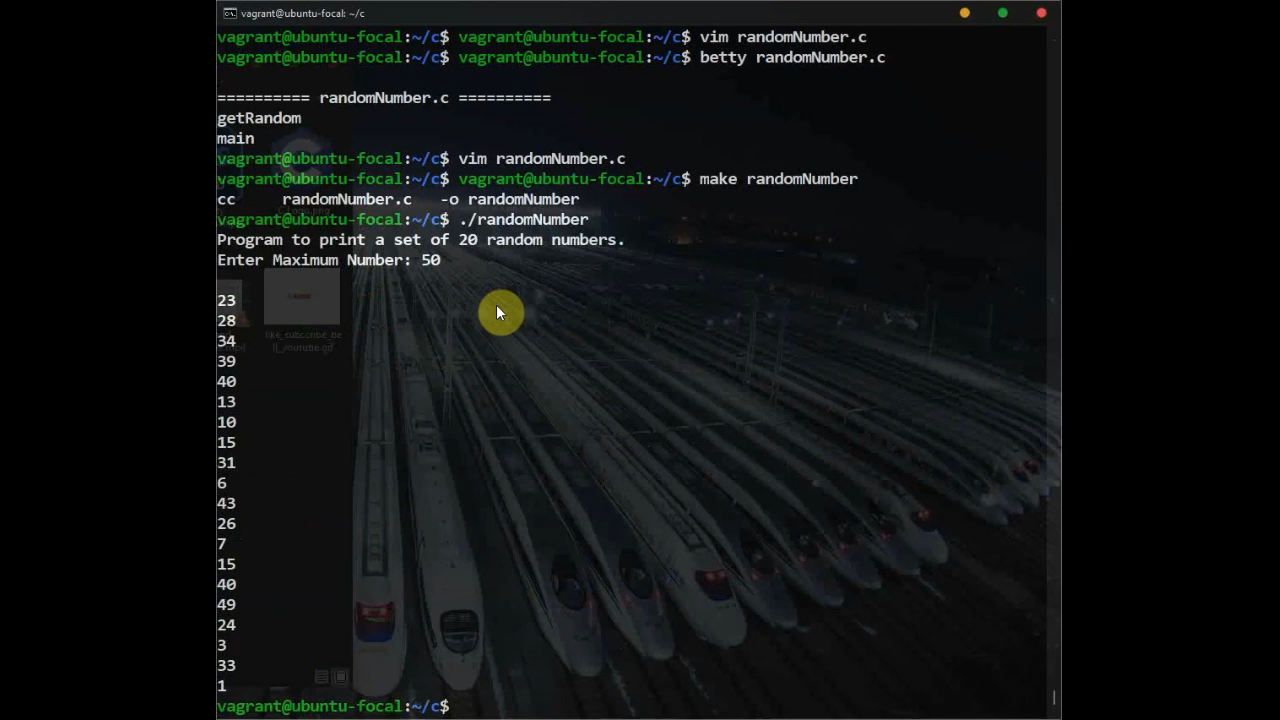 vagrant@ubuntu-focal: ~/c
vagrant@ubuntu-focal:~/c$ vagrant@ubuntu-focal:~/c$ vim randomNumber.c
vagrant@ubuntu-focal:~/c$ vagrant@ubuntu-focal:~/c$ betty randomNumber.c
========== randomNumber.c ==========
getRandom
main
vagrant@ubuntu-focal:~/c$ vim randomNumber.c
vagrant@ubuntu-focal:~/c$ vagrant@ubuntu-focal:~/c$ make randomNumber
cc     randomNumber.c   -o randomNumber
vagrant@ubuntu-focal:~/c$ ./randomNumber
Program to print a set of 20 random numbers.
Enter Maximum Number: 50
23
28
34
39
40
13
10
15
31
6
43
26
7
15
40
49
24
3
33
1
vagrant@ubuntu-focal:~/c$